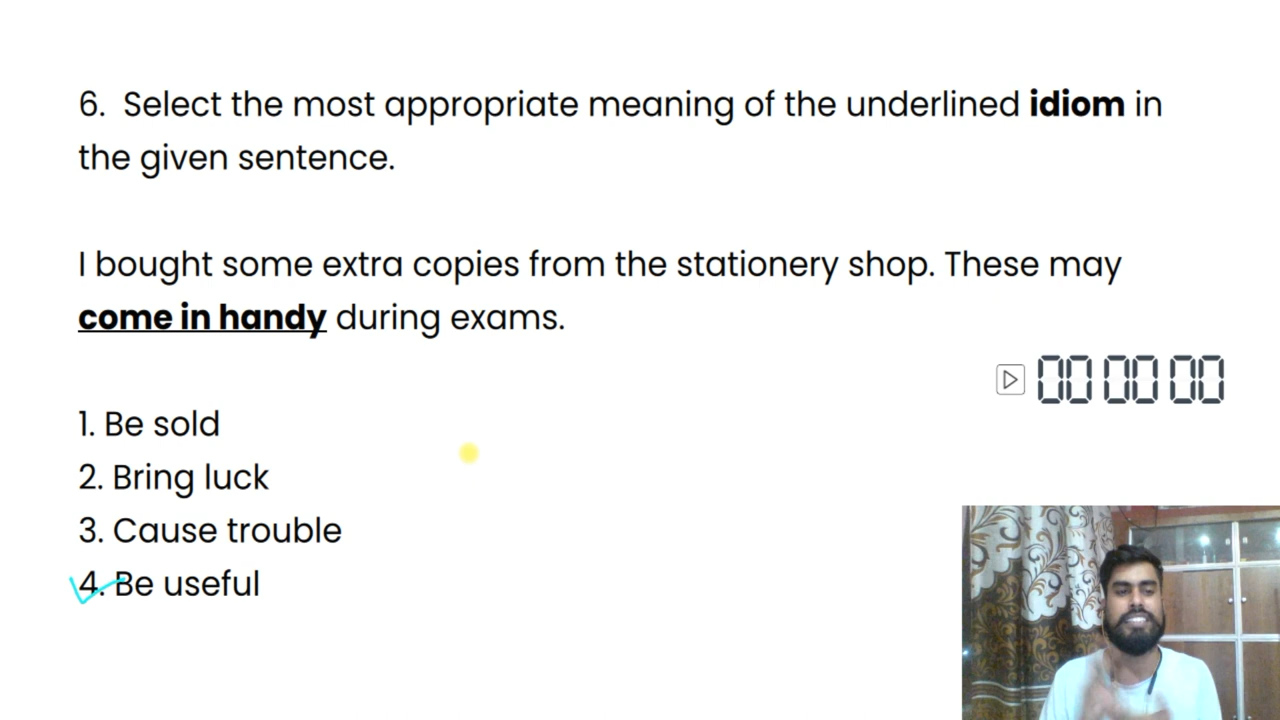 6. Select the most appropriate meaning of the underlined idiom in
the given sentence.
I bought some extra copies from the stationery shop. These may
come in handy during exams.
00 00 00
1. Be sold
2. Bring luck
3. Cause trouble
4. Be useful